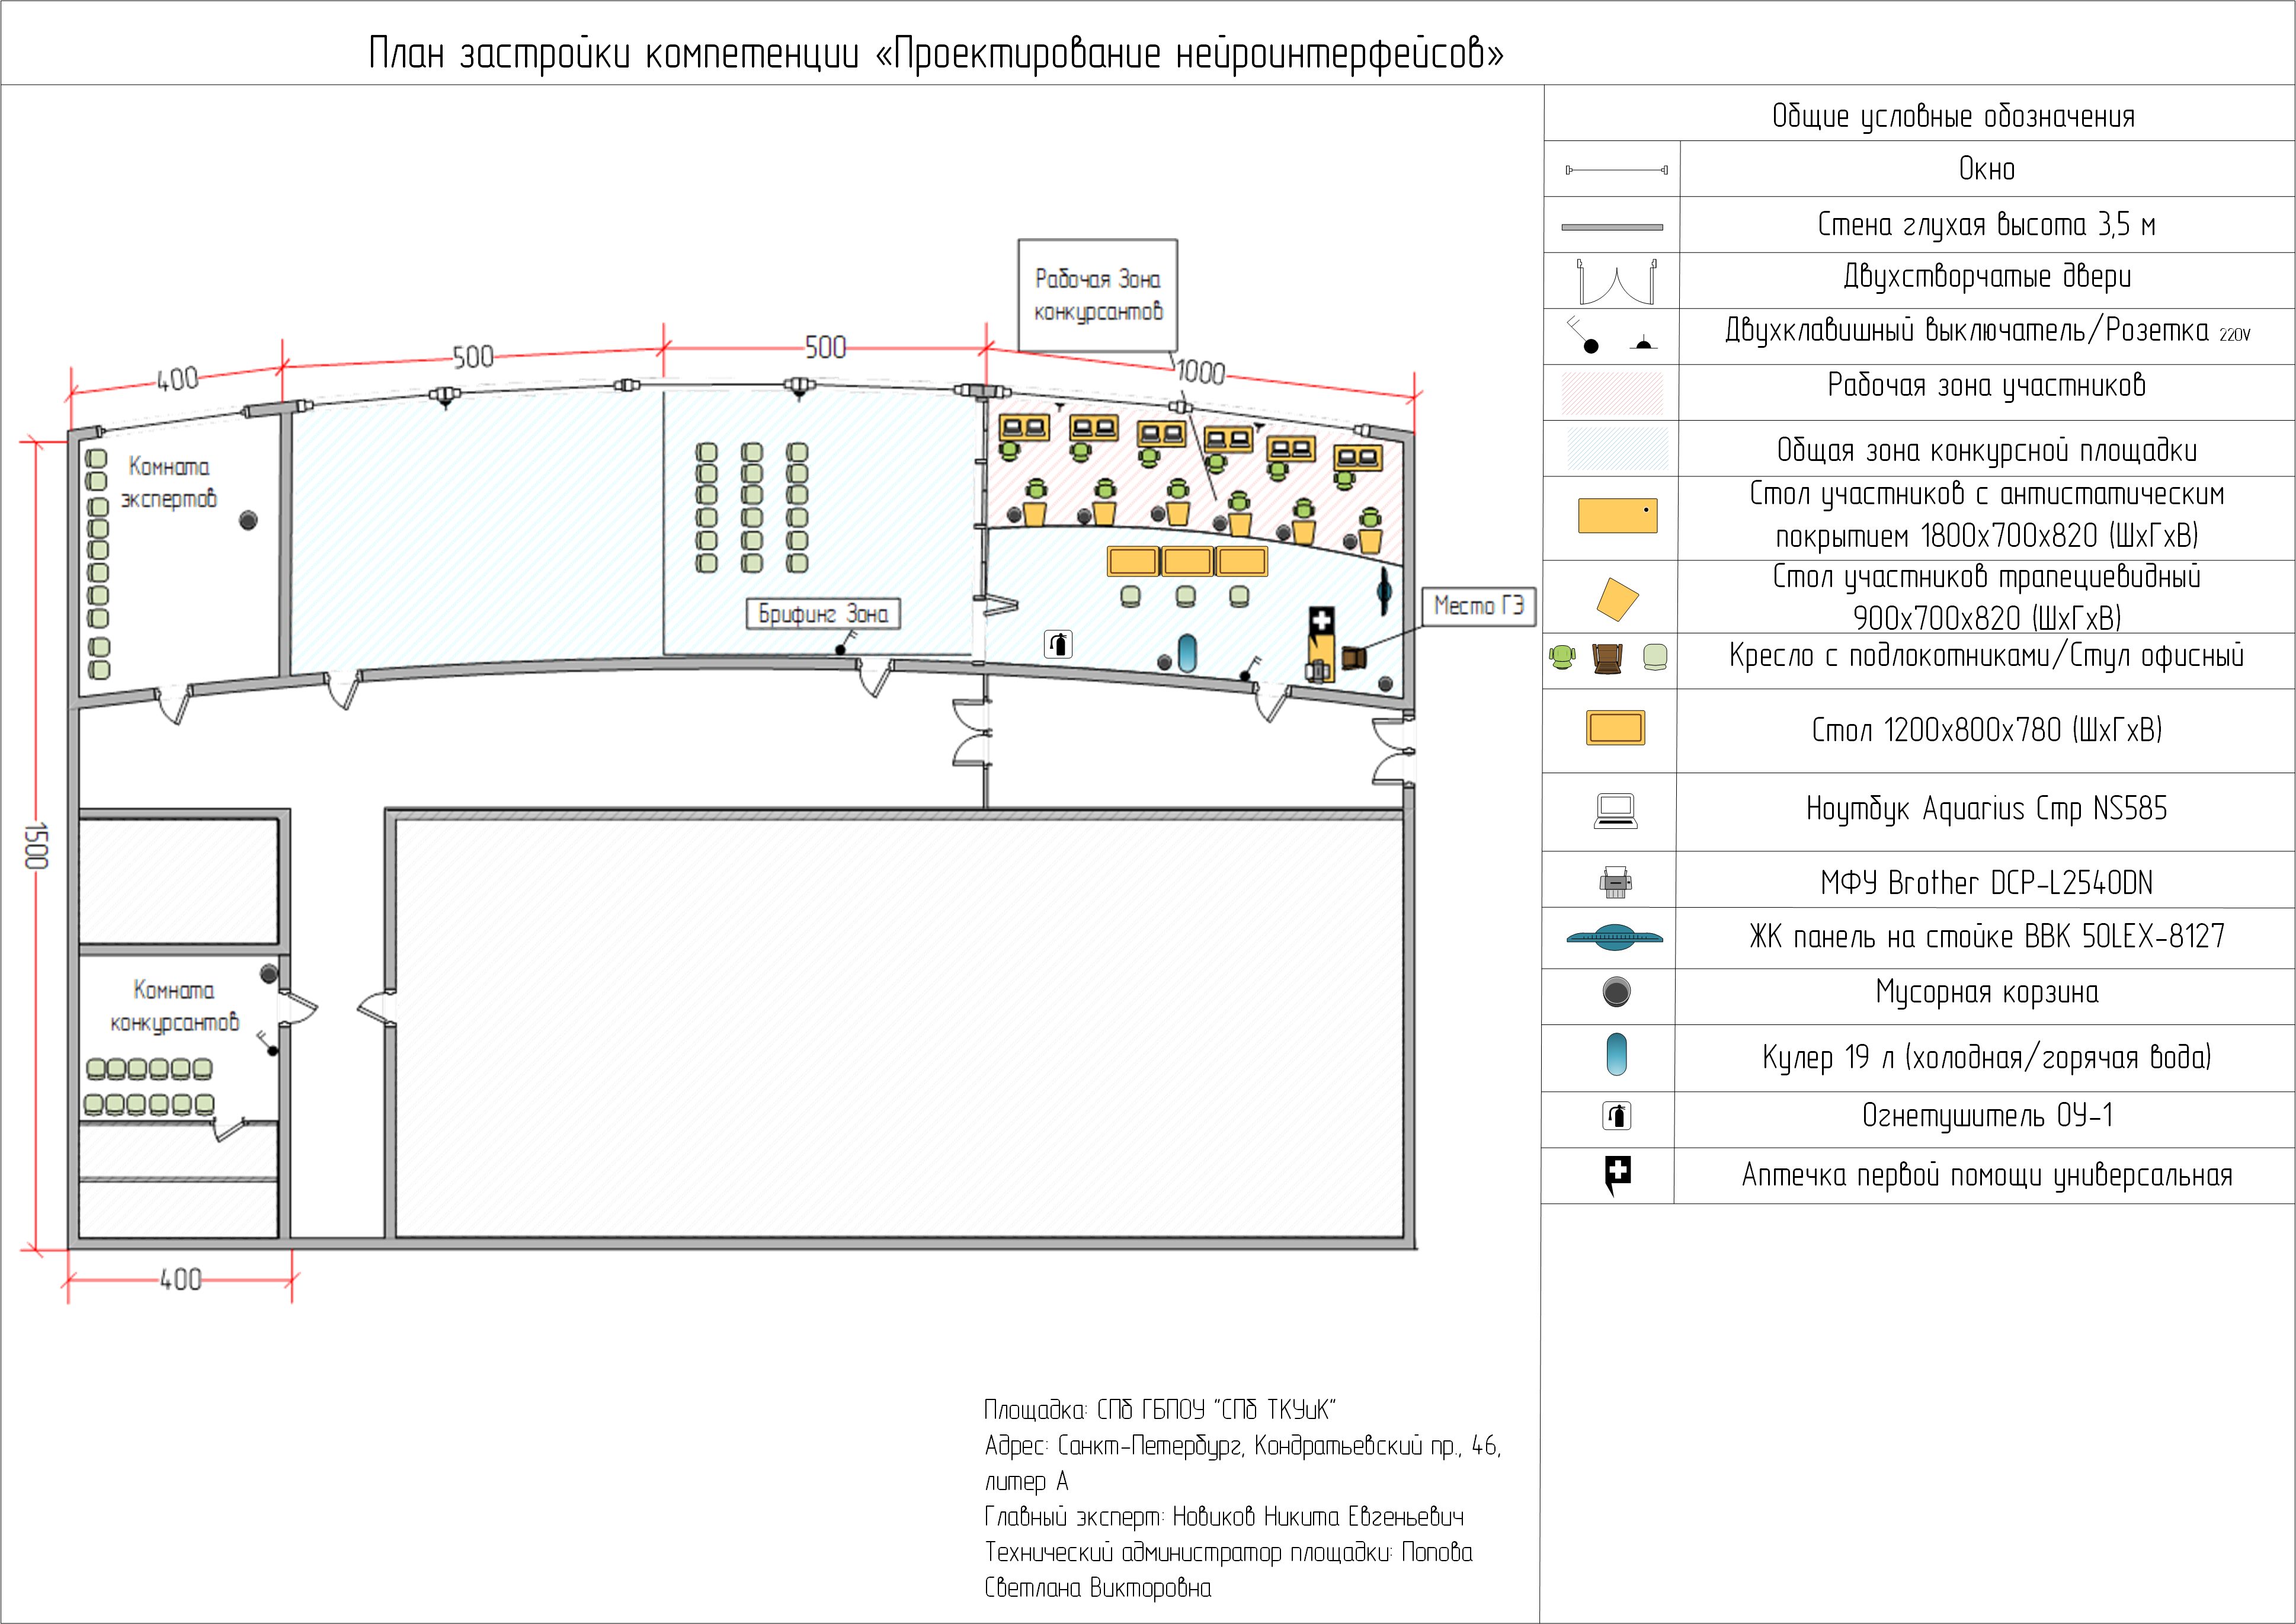 План застройки компетенции «Проектирование нейроинтерфейсов»
Общие условные обозначения
Окно
Стена глухая высота 3,5 м
Двухстворчатые двери
Двухклавишный выключатель/Розетка 220V
Рабочая зона участников
Общая зона конкурсной площадки
Стол участников с антистатическим
покрытием 1800х700х820 (ШхГхВ)
Стол участников трапециевидный
900х700х820 (ШхГхВ)
Кресло с подлокотниками/Стул офисный
Стол 1200х800х780 (ШхГхВ)
Ноутбук Aquarius Cmp NS585
МФУ Brother DCP-L2540DN
ЖК панель на стойке BBK 50LEX-8127
Мусорная корзина
Кулер 19 л (холодная/горячая вода)
Огнетушитель ОУ-1
Аптечка первой помощи универсальная
Рабочая Зона
конкурсантов
400
500
500
1000
Комната
экспертов
Брифинг Зона
Место ГЭ
1500
Комната
конкурсантов
400
Площадка: СПб ГБПОУ "СПб ТКУиК"
Адрес: Санкт-Петербург, Кондратьевский пр., 46,
литер А
Главный эксперт: Новиков Никита Евгеньевич
Технический администратор площадки: Попова
Светлана Викторовна